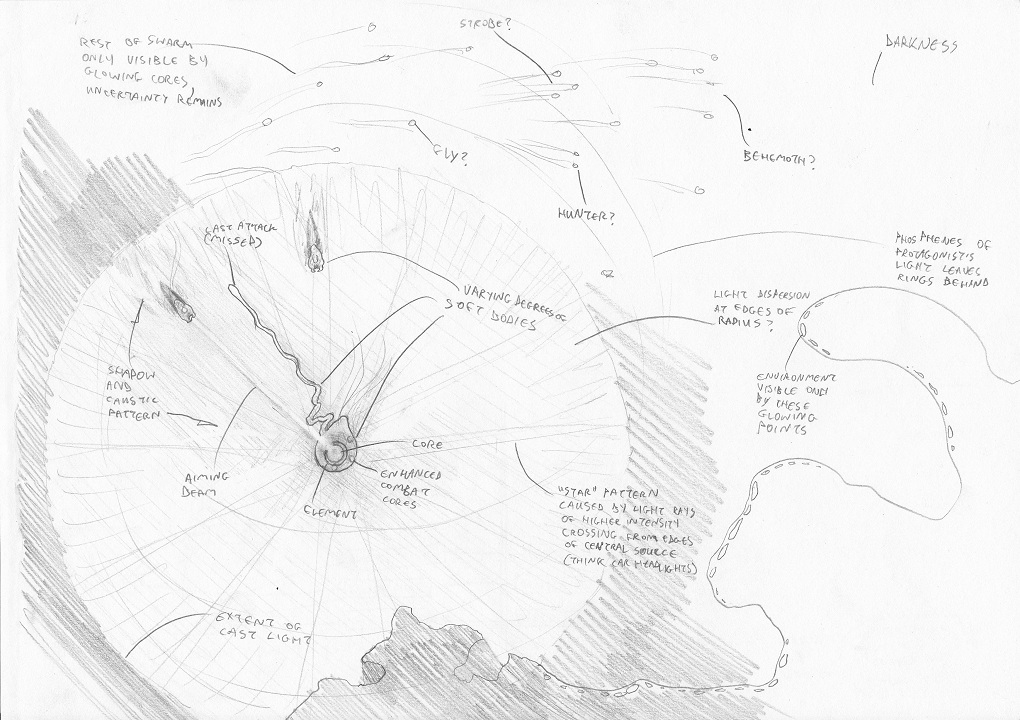 REST OF SWARM
ONLY VISIBLE BY
GLOWING CORES,
UNCERTAINTY REMAINS
STROBE?
DARKNESS
FLY?
BEHEMOTH?
HUNTER?
LAST ATTACK
(MISSED)
PHOSPHENES OF
PROTAGONISTS
LIGHT LEAVES
RINGS BEHIND
VARYING DEGREES OF
SOFT BODIES
LIGHT DISPERSION
AT EDGES OF
RADIUS?
SHADOW
AND
CAUSTIC
PATTERN
ENVIRONMENT
VISIBLE ONLY
BY THESE
GLOWING
POINTS
AIMING
BEAM
CORE
ENHANCED
COMBAT
CORES
CLEMENT
"STAR" PATTERN
CAUSED BY LIGHT RAYS
OF HIGHER INTENSITY
CROSSING FROM EDGES
OF CENTRAL SOURCE
(THINK CAR HEADLIGHTS)
EXTENT OF
CAST LIGHT